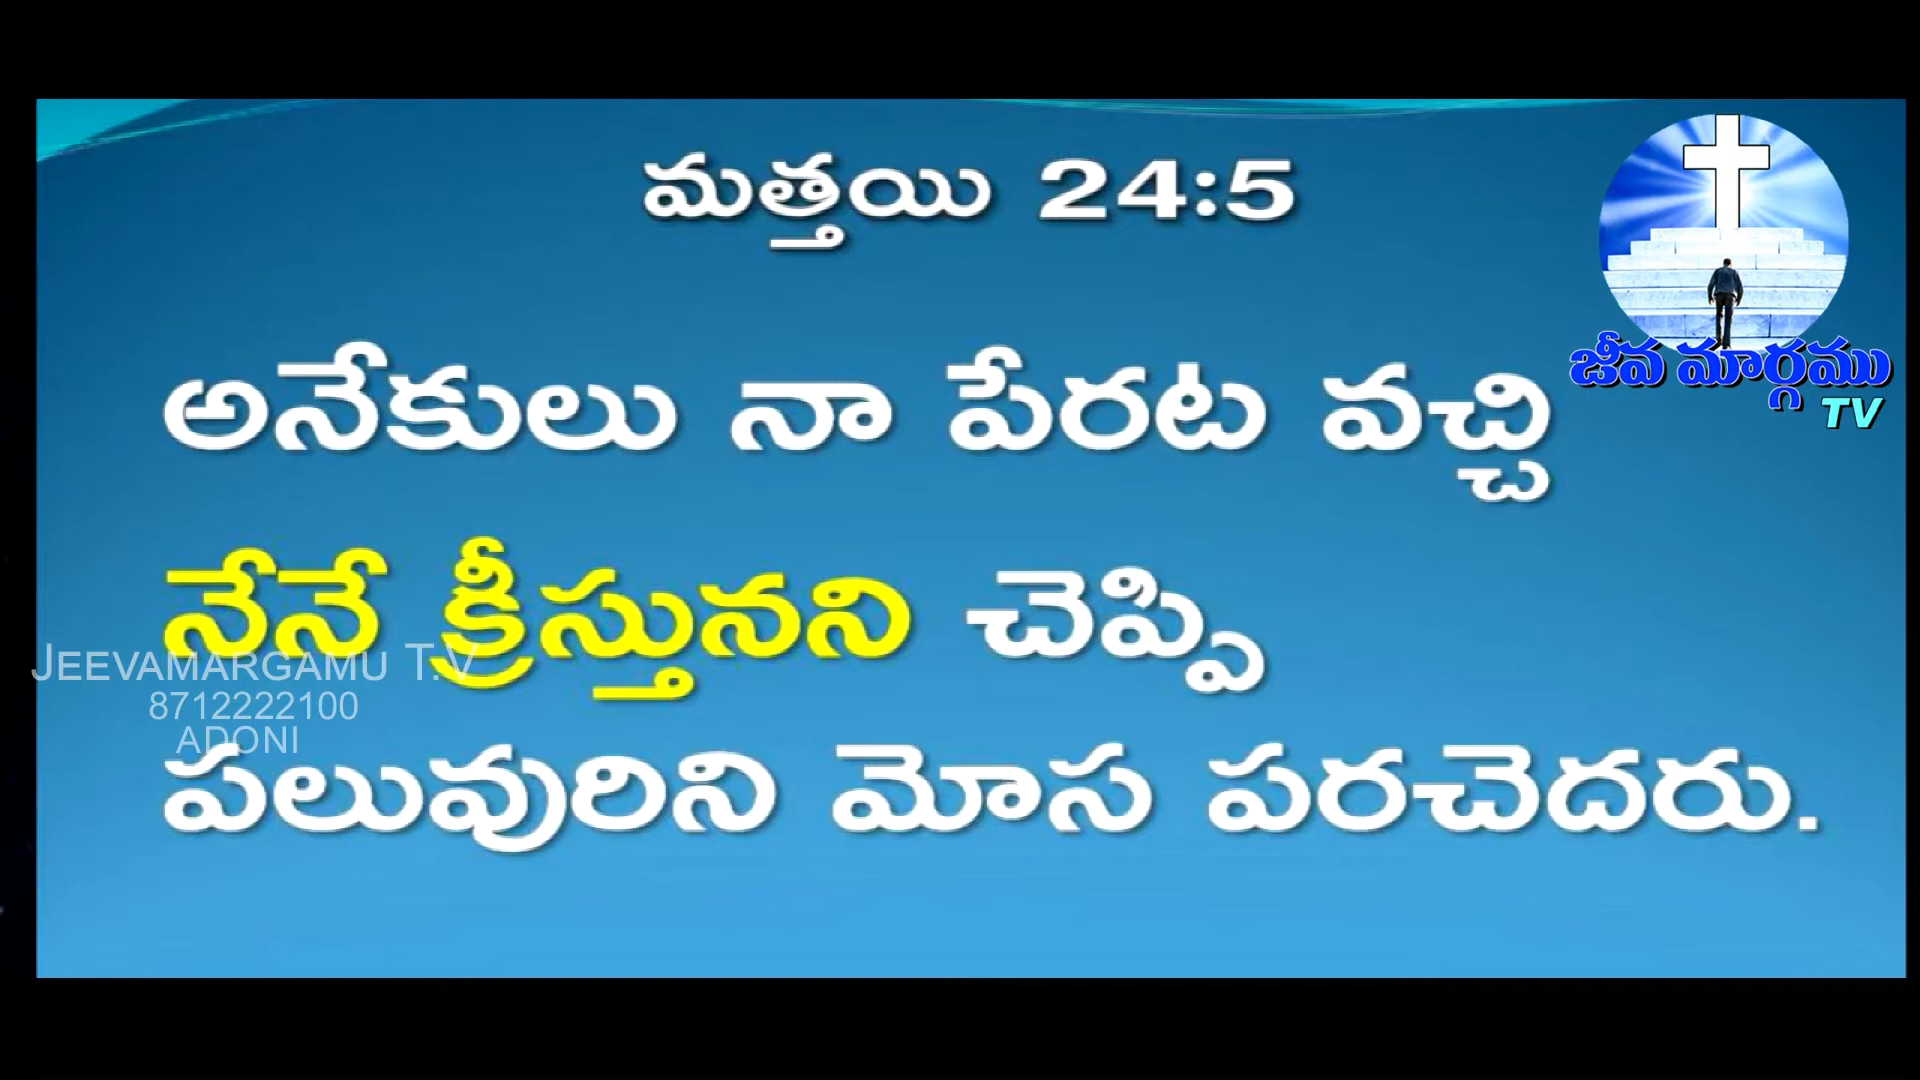 మత్తయి 24:5
జీవ మార్గము
TV
అనేకులు నా పేరట వచ్చి
నేనే క్రీస్తునని చెప్పి
JEEVAMARGAMU T.V
8712222100
ADONI
పలువురిని మోస పరచెదరు.